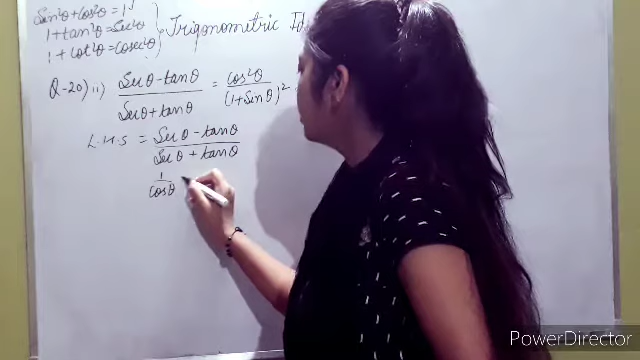 Sin²θ + Cos²θ = 1
1 + tan²θ = Sec²θ
1 + Cot²θ = Cosec²θ
Trigonometric
Q-20) ii) (Secθ - tanθ)/(Secθ + tanθ) = Cos²θ/(1 + Sinθ)²
L.H.S = (Secθ - tanθ)/(Secθ + tanθ)
1/Cosθ
PowerDirector